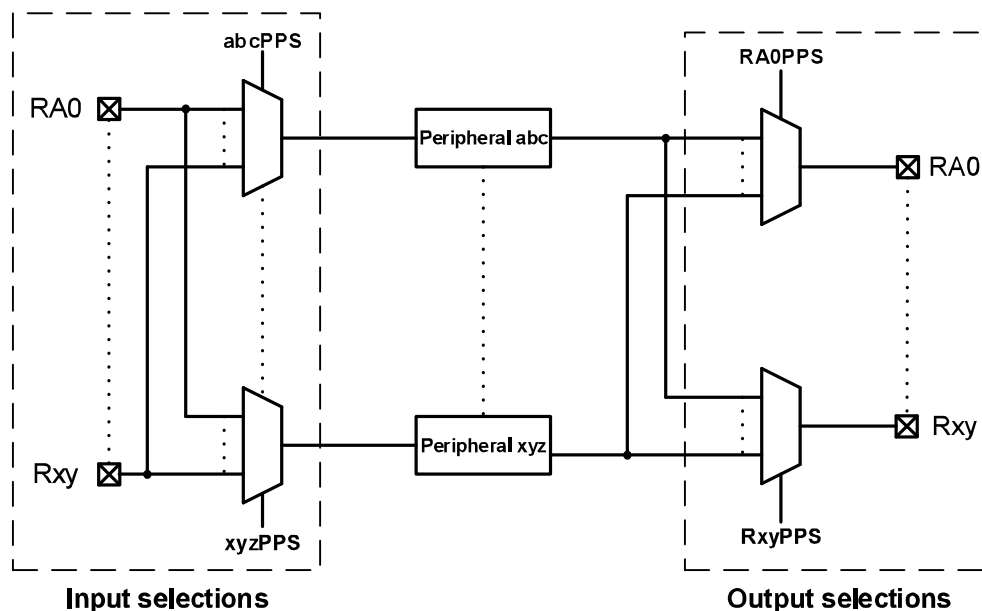 abcPPS
RA0PPS
RA0
Peripheral abc
RA0
Rxy
Peripheral xyz
Rxy
xyzPPS
RxyPPS
Input selections
Output selections